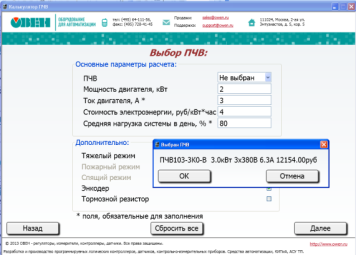 Калькулятор ПЧВ
ОВЕН
ОБОРУДОВАНИЕ
ДЛЯ АВТОМАТИЗАЦИИ
тел: (495) 64-111-56,
факс: (495) 728-41-45
Продажи: sales@owen.ru
Поддержка: support@owen.ru
111024, Москва, 2-ая ул.
Энтузиастов, д. 5, кор. 5
Выбор ПЧВ:
Основные параметры расчета:
ПЧВ Не выбран
Мощность двигателя, кВт 2
Ток двигателя, А * 3
Стоимость электроэнергии, руб/кВт*час 4
Средняя нагрузка системы в день, % * 80
Дополнительно:
Тяжелый режим
Пожарный режим
Спящий режим
Энкодер
Тормозной резистор
Выбран ПЧВ
ПЧВ103-3К0-В 3.0кВт 3х380В 6.3А 12154.00руб
ОК Отмена
* поля, обязательные для заполнения
Назад Сбросить все Далее
© 2013 ОВЕН - регуляторы, измерители, контроллеры, датчики. Все права защищены. http://www.owen.ru
Разработка и производство программируемых логических контроллеров, датчиков, контрольно-измерительных приборов. Средства автоматизации, КИПиА, АСУ ТП.